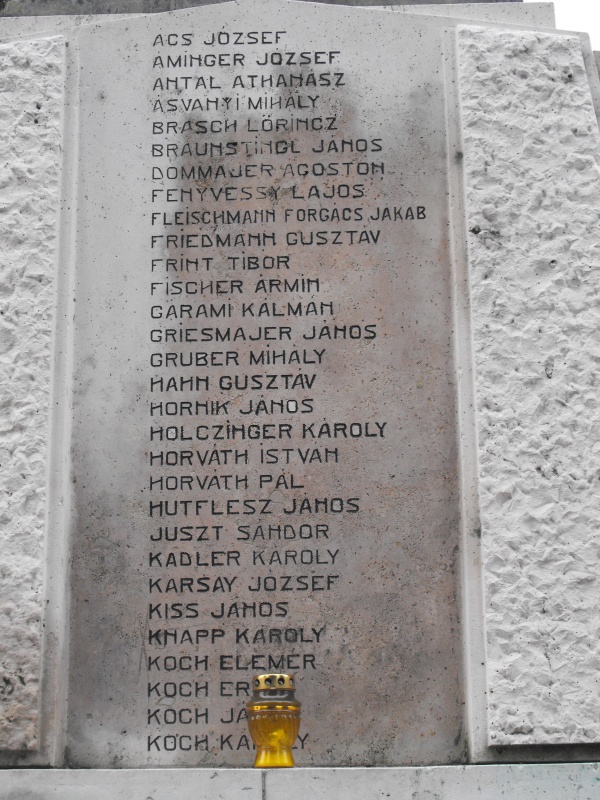 ÁCS JÓZSEF
AMINGER JÓZSEF
ANTAL ATHANÁSZ
ÁSVÁNYI MIHÁLY
BRASCH LŐRINCZ
BRAUNSTINGL JÁNOS
DOMMAJER ÁGOSTON
FENYVESSY LAJOS
FLEISCHMANN FORGÁCS JAKAB
FRIEDMANN GUSZTÁV
FRINT TIBOR
FISCHER ÁRMIN
GARAMI KÁLMÁN
GRIESMAJER JÁNOS
GRUBER MIHÁLY
HAHN GUSZTÁV
HORNIK JÁNOS
HOLCZINGER KÁROLY
HORVÁTH ISTVÁN
HORVÁTH PÁL
HUTFLESZ JÁNOS
JUSZT SÁNDOR
KÁDLER KÁROLY
KARSAY JÓZSEF
KISS JÁNOS
KNAPP KÁROLY
KOCH ELEMÉR
KOCH
KOCH
KOCH